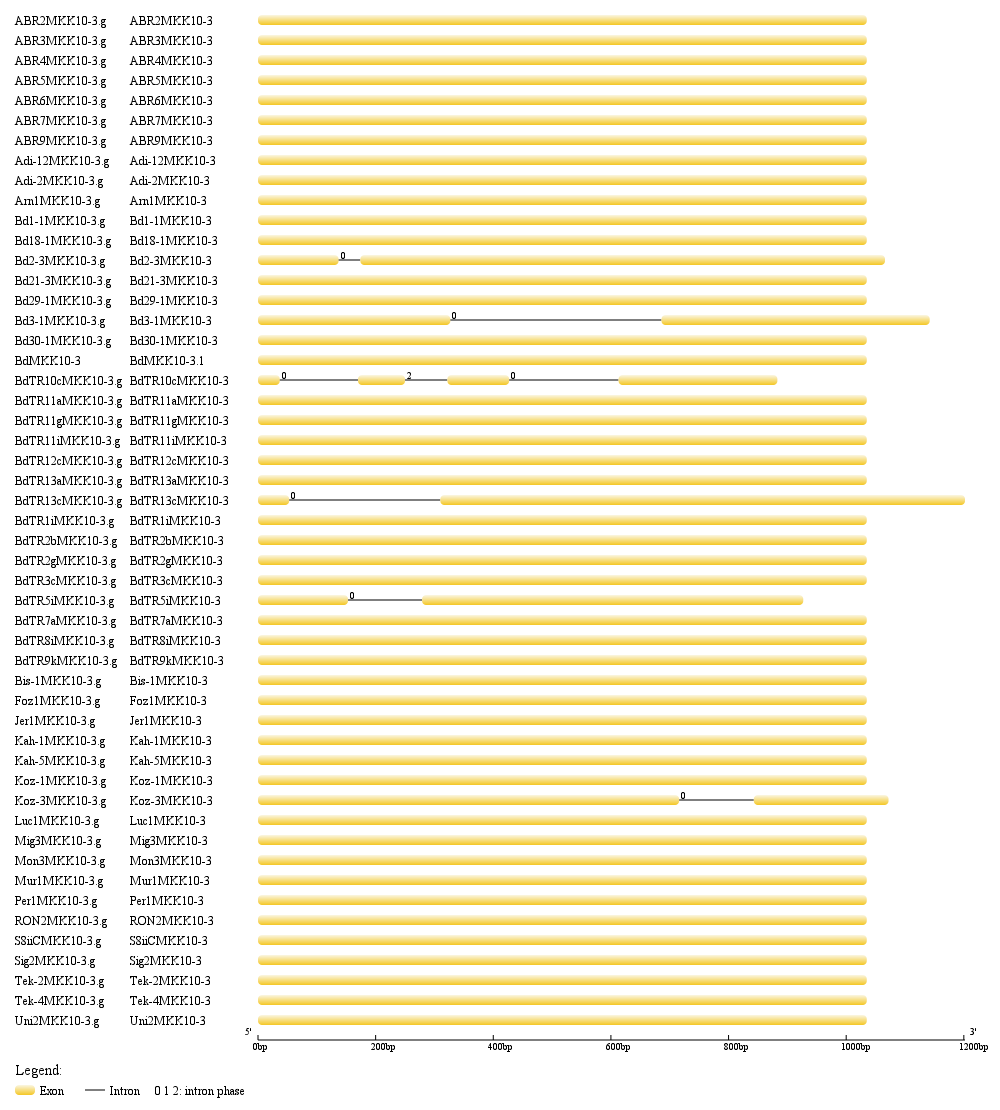 ABR2MKK10-3.g ABR2MKK10-3
ABR3MKK10-3.g ABR3MKK10-3
ABR4MKK10-3.g ABR4MKK10-3
ABR5MKK10-3.g ABR5MKK10-3
ABR6MKK10-3.g ABR6MKK10-3
ABR7MKK10-3.g ABR7MKK10-3
ABR9MKK10-3.g ABR9MKK10-3
Adi-12MKK10-3.g Adi-12MKK10-3
Adi-2MKK10-3.g Adi-2MKK10-3
Arn1MKK10-3.g Arn1MKK10-3
Bd1-1MKK10-3.g Bd1-1MKK10-3
Bd18-1MKK10-3.g Bd18-1MKK10-3
Bd2-3MKK10-3.g Bd2-3MKK10-3 0
Bd21-3MKK10-3.g Bd21-3MKK10-3
Bd29-1MKK10-3.g Bd29-1MKK10-3
Bd3-1MKK10-3.g Bd3-1MKK10-3 0
Bd30-1MKK10-3.g Bd30-1MKK10-3
BdMKK10-3 BdMKK10-3.1
BdTR10cMKK10-3.g BdTR10cMKK10-3 0 2 0
BdTR11aMKK10-3.g BdTR11aMKK10-3
BdTR11gMKK10-3.g BdTR11gMKK10-3
BdTR11iMKK10-3.g BdTR11iMKK10-3
BdTR12cMKK10-3.g BdTR12cMKK10-3
BdTR13aMKK10-3.g BdTR13aMKK10-3
BdTR13cMKK10-3.g BdTR13cMKK10-3 0
BdTR1iMKK10-3.g BdTR1iMKK10-3
BdTR2bMKK10-3.g BdTR2bMKK10-3
BdTR2gMKK10-3.g BdTR2gMKK10-3
BdTR3cMKK10-3.g BdTR3cMKK10-3
BdTR5iMKK10-3.g BdTR5iMKK10-3 0
BdTR7aMKK10-3.g BdTR7aMKK10-3
BdTR8iMKK10-3.g BdTR8iMKK10-3
BdTR9kMKK10-3.g BdTR9kMKK10-3
Bis-1MKK10-3.g Bis-1MKK10-3
Foz1MKK10-3.g Foz1MKK10-3
Jer1MKK10-3.g Jer1MKK10-3
Kah-1MKK10-3.g Kah-1MKK10-3
Kah-5MKK10-3.g Kah-5MKK10-3
Koz-1MKK10-3.g Koz-1MKK10-3
Koz-3MKK10-3.g Koz-3MKK10-3 0
Luc1MKK10-3.g Luc1MKK10-3
Mig3MKK10-3.g Mig3MKK10-3
Mon3MKK10-3.g Mon3MKK10-3
Mur1MKK10-3.g Mur1MKK10-3
Per1MKK10-3.g Per1MKK10-3
RON2MKK10-3.g RON2MKK10-3
S8iiCMKK10-3.g S8iiCMKK10-3
Sig2MKK10-3.g Sig2MKK10-3
Tek-2MKK10-3.g Tek-2MKK10-3
Tek-4MKK10-3.g Tek-4MKK10-3
Uni2MKK10-3.g Uni2MKK10-3
5' 3'
0bp 200bp 400bp 600bp 800bp 1000bp 1200bp
Legend:
Exon Intron 0 1 2: intron phase